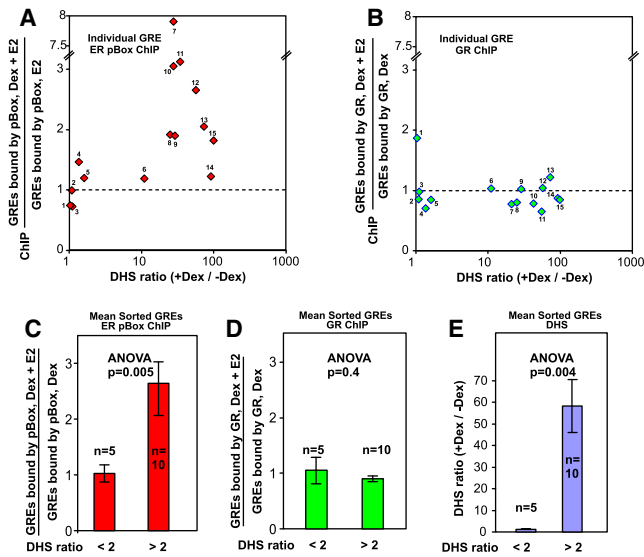 A
Individual GRE
ER pBox ChIP
GREs bound by pBox, Dex + E2
GREs bound by pBox, E2
ChIP
8
7.5
3
2
1
0
1
2
3
4
5
6
7
8
9
10
11
12
13
14
15
1
10
100
1000
DHS ratio (+Dex / -Dex)
B
Individual GRE
GR ChIP
GREs bound by GR, Dex + E2
GREs bound by GR, Dex
ChIP
8
7.5
3
2
1
0
1
2
3
4
5
6
7
8
9
10
11
12
13
14
15
1
10
100
1000
DHS ratio (+Dex / -Dex)
C
Mean Sorted GREs
ER pBox ChIP
GREs bound by pBox, Dex + E2
GREs bound by pBox, Dex
3
2
1
0
ANOVA
p=0.005
n=5
n=
10
DHS ratio
< 2
> 2
D
Mean Sorted GREs
GR ChIP
GREs bound by GR, Dex + E2
GREs bound by GR, Dex
3
2
1
0
ANOVA
p=0.4
n=5
n=10
DHS ratio
< 2
> 2
E
Mean Sorted GREs
DHS
DHS ratio (+Dex / -Dex)
70
60
50
40
30
20
10
0
ANOVA
p=0.004
n=5
n=
10
DHS ratio
< 2
> 2